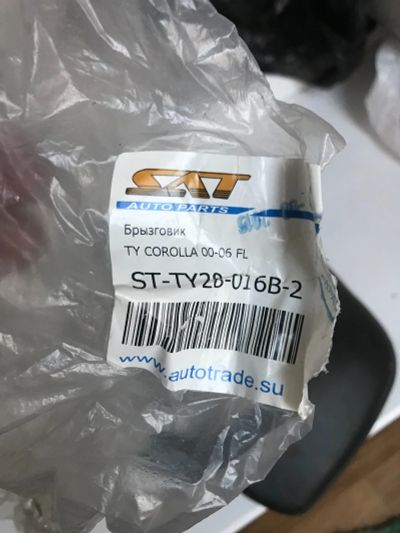 SAT
AUTO PARTS
Брызговик
TY COROLLA 00-06 FL
ST-TY28-016B-2
www.autotrade.su